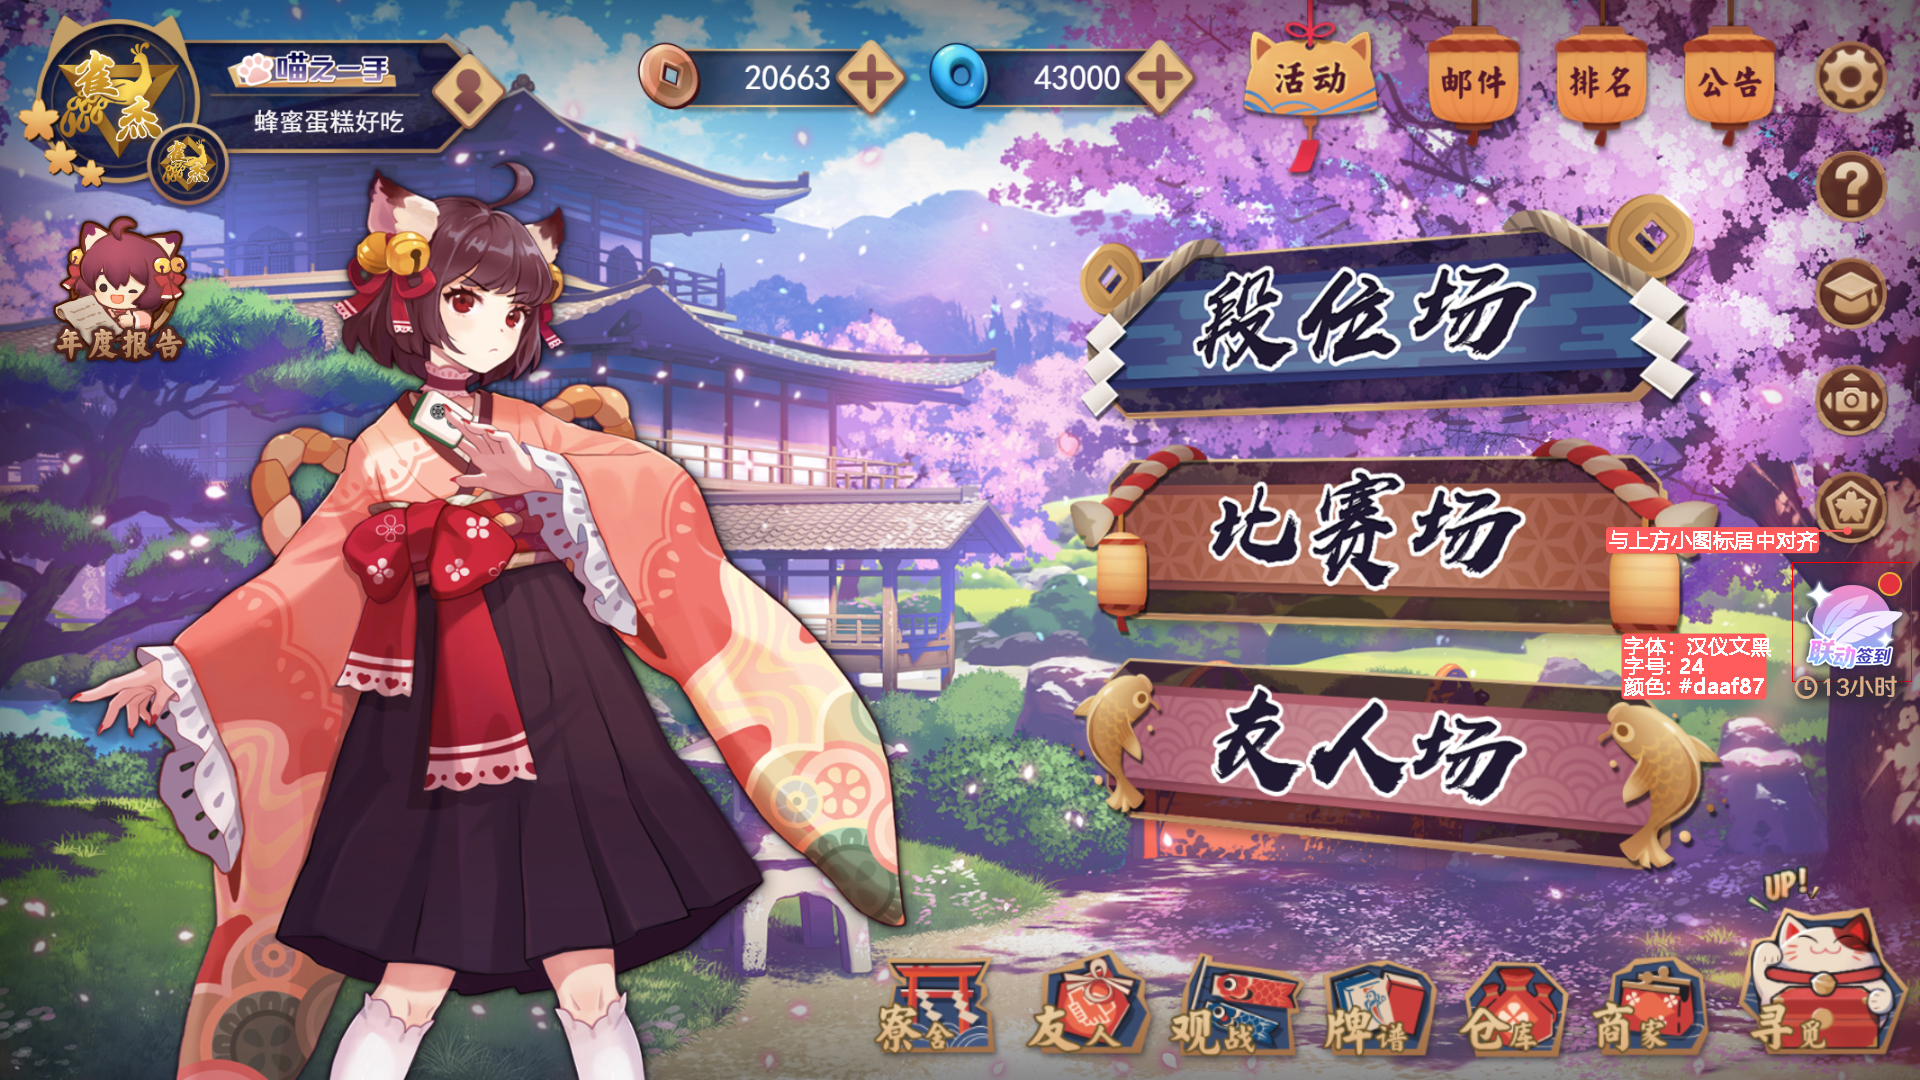 雀杰
喵之一手
蜂蜜蛋糕好吃
雀杰
20663
43000
活动
邮件
排名
公告
年度报告
段位场
比赛场
友人场
与上方小图标居中对齐
联动签到
字体：汉仪文黑
字号: 24
颜色: #daaf87
13小时
UP!
寮舍
友人
观战
牌谱
仓库
商家
寻觅